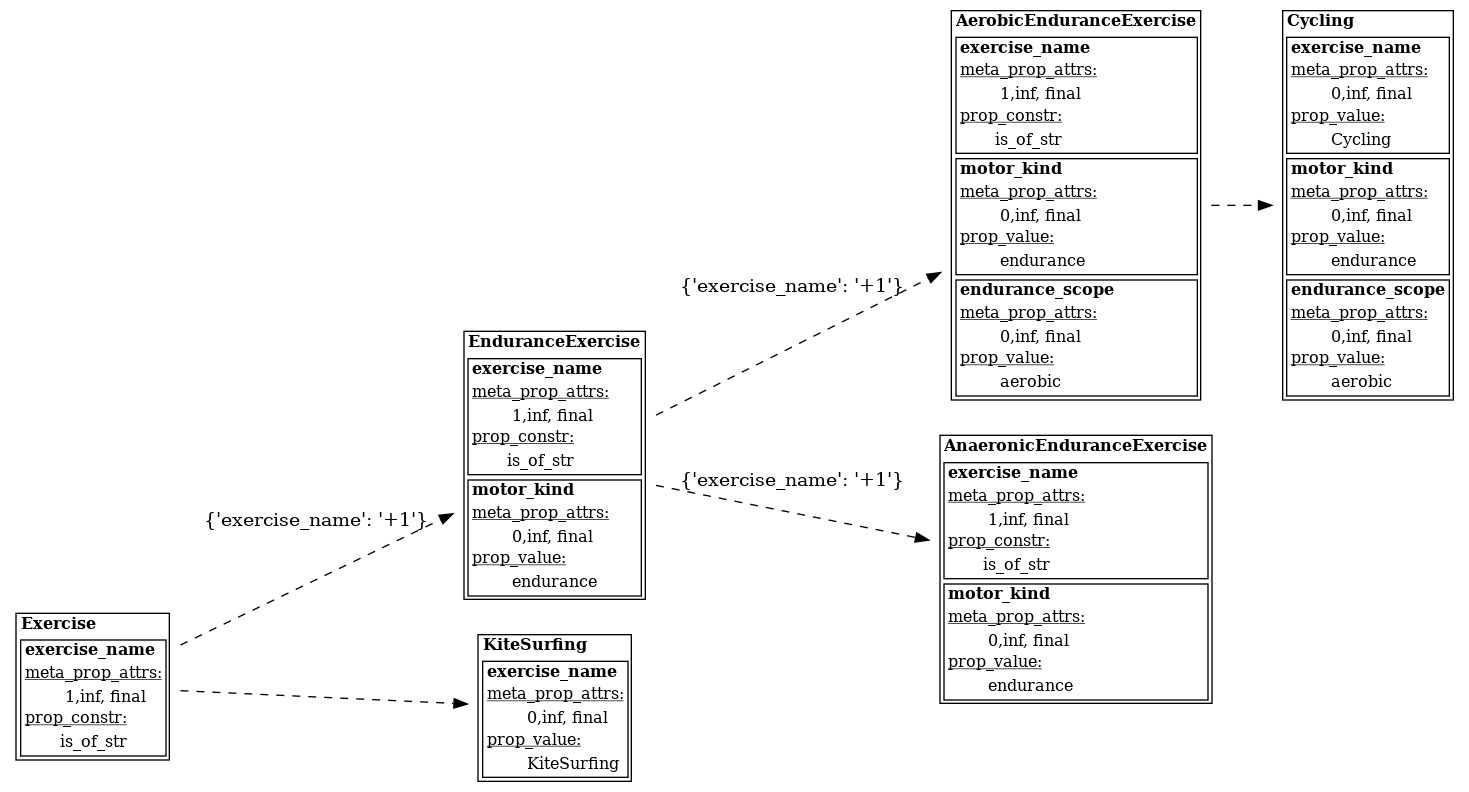 Exercise
exercise_name
meta_prop_attrs:
1,inf, final
prop_constr:
is_of_str
{'exercise_name': '+1'}
EnduranceExercise
exercise_name
meta_prop_attrs:
1,inf, final
prop_constr:
is_of_str
motor_kind
meta_prop_attrs:
0,inf, final
prop_value:
endurance
KiteSurfing
exercise_name
meta_prop_attrs:
0,inf, final
prop_value:
KiteSurfing
{'exercise_name': '+1'}
{'exercise_name': '+1'}
AerobicEnduranceExercise
exercise_name
meta_prop_attrs:
1,inf, final
prop_constr:
is_of_str
motor_kind
meta_prop_attrs:
0,inf, final
prop_value:
endurance
endurance_scope
meta_prop_attrs:
0,inf, final
prop_value:
aerobic
AnaeronicEnduranceExercise
exercise_name
meta_prop_attrs:
1,inf, final
prop_constr:
is_of_str
motor_kind
meta_prop_attrs:
0,inf, final
prop_value:
endurance
Cycling
exercise_name
meta_prop_attrs:
0,inf, final
prop_value:
Cycling
motor_kind
meta_prop_attrs:
0,inf, final
prop_value:
endurance
endurance_scope
meta_prop_attrs:
0,inf, final
prop_value:
aerobic